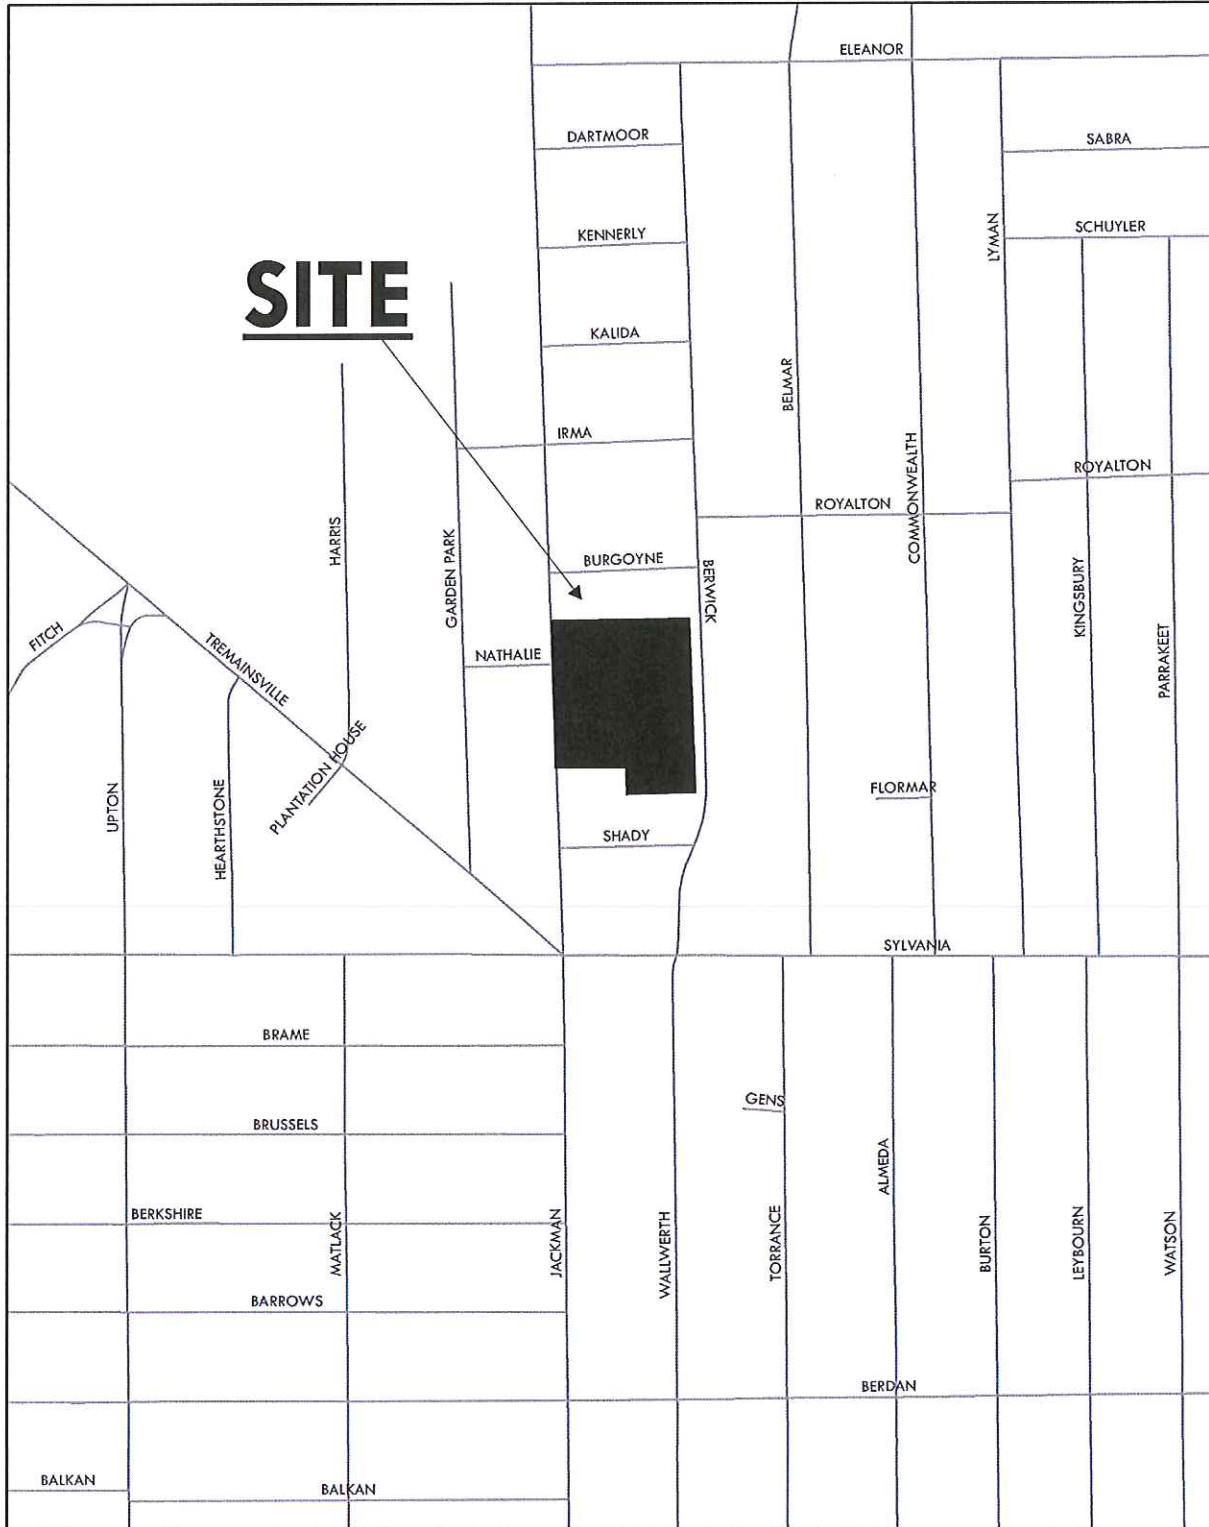 ELEANOR
DARTMOOR
SABRA
KENNERLY
LYMAN
SCHUYLER
SITE
KALIDA
BELMAR
IRMA
COMMONWEALTH
ROYALTON
ROYALTON
HARRIS
GARDEN PARK
BURGOYNE
BERWICK
KINGSBURY
FITCH
TREMAINSVILLE
NATHALIE
PARRAKEET
PLANTATION HOUSE
UPTON
HEARTHSTONE
FLORMAR
SHADY
SYLVANIA
BRAME
GENS
BRUSSELS
ALMEDA
BERKSHIRE
MATLACK
JACKMAN
WALLWERTH
TORRANCE
BURTON
LEYBOURN
WATSON
BARROWS
BERDAN
BALKAN
BALKAN